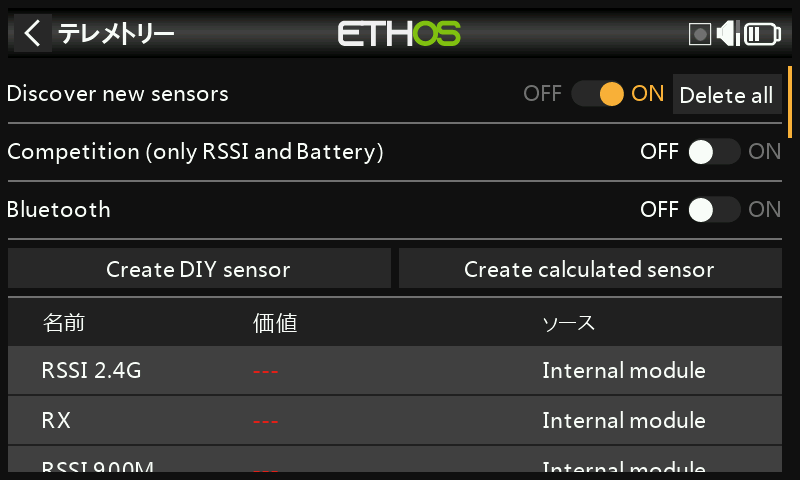 テレメトリー ETHOS
Discover new sensors OFF ON Delete all
Competition (only RSSI and Battery) OFF ON
Bluetooth OFF ON
Create DIY sensor Create calculated sensor
名前 価値 ソース
RSSI 2.4G --- Internal module
RX --- Internal module
RSSI 900M --- Internal module